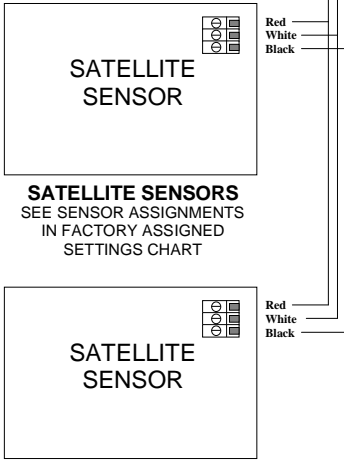 Red
White
Black
SATELLITE
SENSOR
SATELLITE SENSORS
SEE SENSOR ASSIGNMENTS
IN FACTORY ASSIGNED
SETTINGS CHART
Red
White
Black
SATELLITE
SENSOR